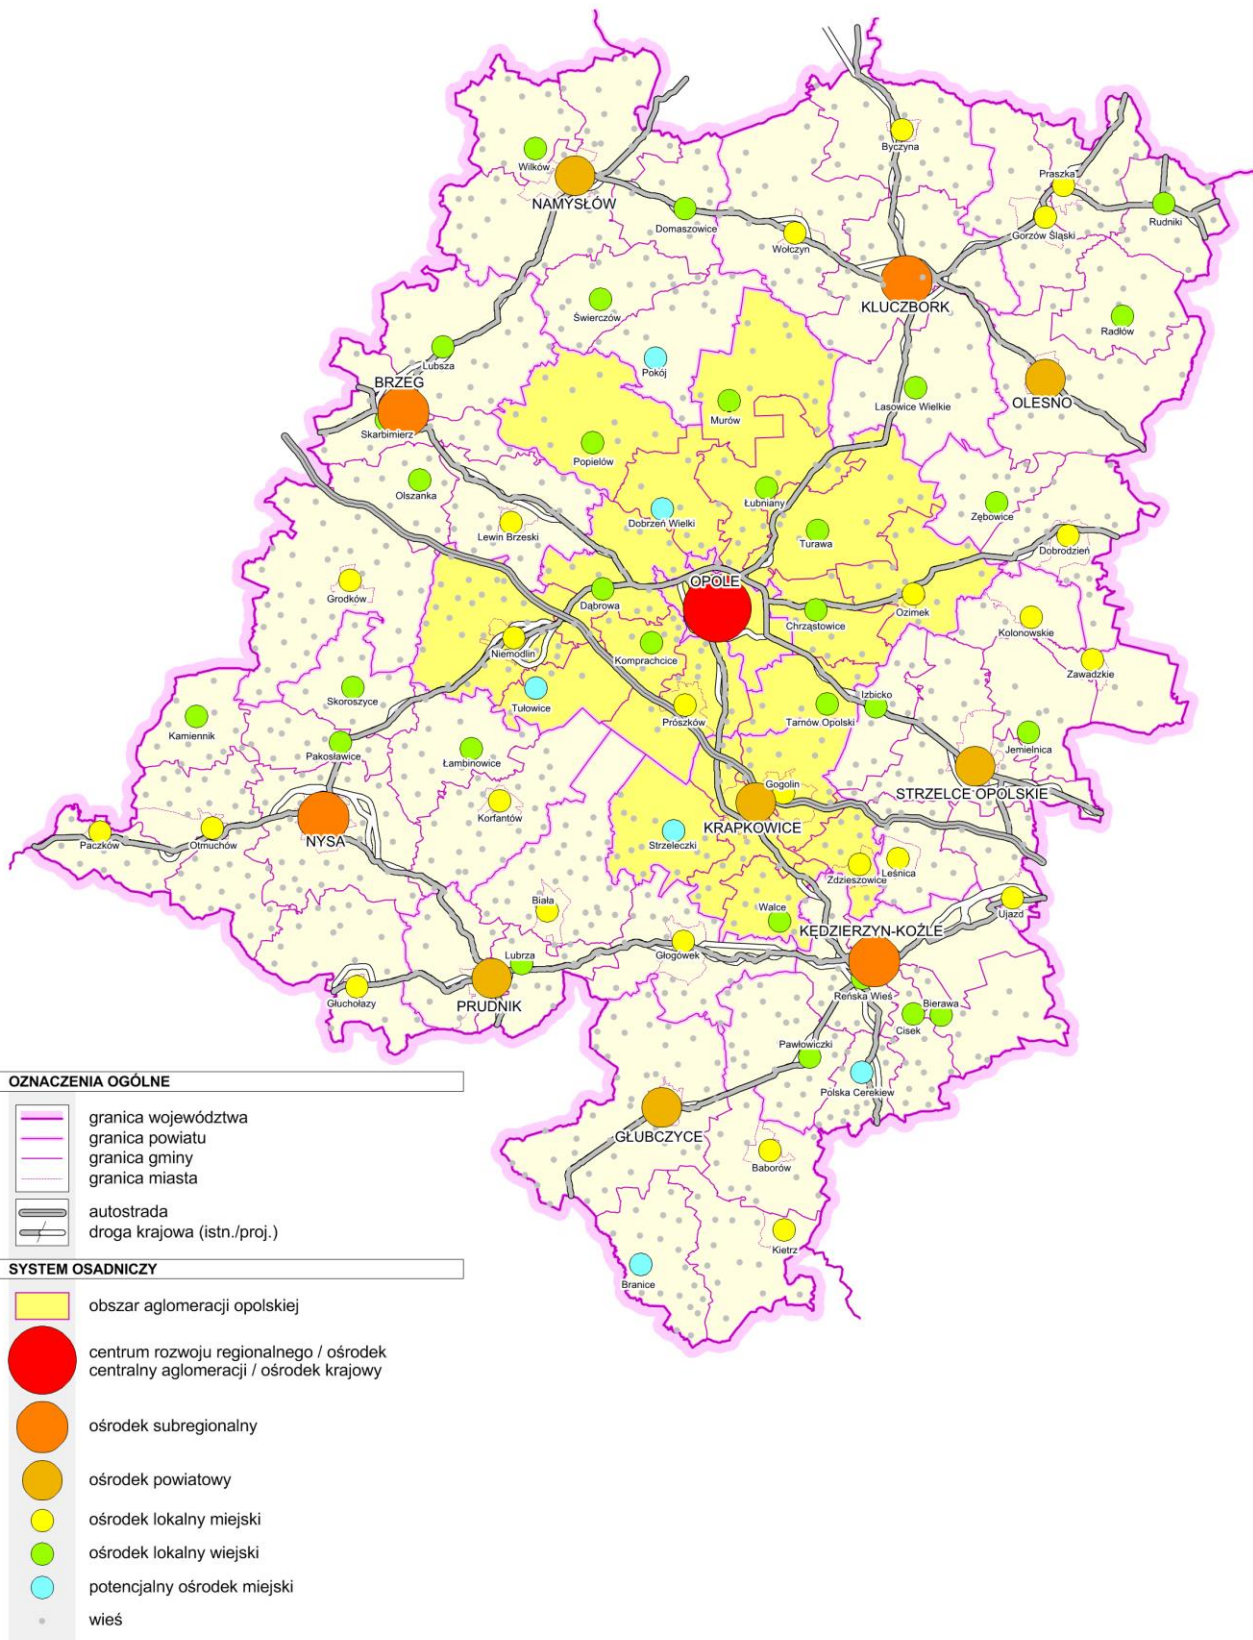 Byczyna
Praszka
Wilków
NAMYSŁÓW
Rudniki
Domaszowice
Gorzów Śląski
Wołczyn
KLUCZBORK
Świerczów
Radłów
Lubsza
Pokój
BRZEG
Lasowice Wielkie
OLESNO
Murów
Skarbimierz
Popielów
Olszanka
Łubniany
Zębowice
Dobrzeń Wielki
Lewin Brzeski
Turawa
Dobrodzień
OPOLE
Grodków
Dąbrowa
Ozimek
Chrząstowice
Kolonowskie
Niemodlin
Komprachcice
Zawadzkie
Skoroszyce
Tułowice
Izbicko
Kamiennik
Prószków
Tarnów Opolski
Jemielnica
Pakosławice
Łambinowice
Gogolin
STRZELCE OPOLSKIE
Korfantów
KRAPKOWICE
Paczków
Otmuchów
NYSA
Strzeleczki
Zdzieszowice
Leśnica
Biała
Walce
Ujazd
KĘDZIERZYN-KOŹLE
Lubrza
Głogówek
Głuchołazy
PRUDNIK
Reńska Wieś
Bierawa
Cisek
Pawłowiczki
Polska Cerekiew
GŁUBCZYCE
Baborów
Kietrz
Branice
OZNACZENIA OGÓLNE
granica województwa
granica powiatu
granica gminy
granica miasta
autostrada
droga krajowa (istn./proj.)
SYSTEM OSADNICZY
obszar aglomeracji opolskiej
centrum rozwoju regionalnego / ośrodek
centralny aglomeracji / ośrodek krajowy
ośrodek subregionalny
ośrodek powiatowy
ośrodek lokalny miejski
ośrodek lokalny wiejski
potencjalny ośrodek miejski
wieś